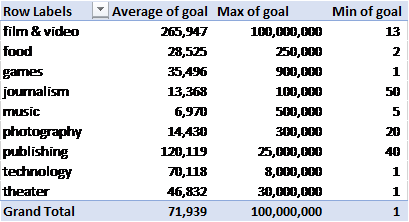 Row Labels Average of goal Max of goal Min of goal
film & video 265,947 100,000,000 13
food 28,525 250,000 2
games 35,496 900,000 1
journalism 13,368 100,000 50
music 6,970 500,000 5
photography 14,430 300,000 20
publishing 120,119 25,000,000 40
technology 70,118 8,000,000 1
theater 46,832 30,000,000 1
Grand Total 71,939 100,000,000 1